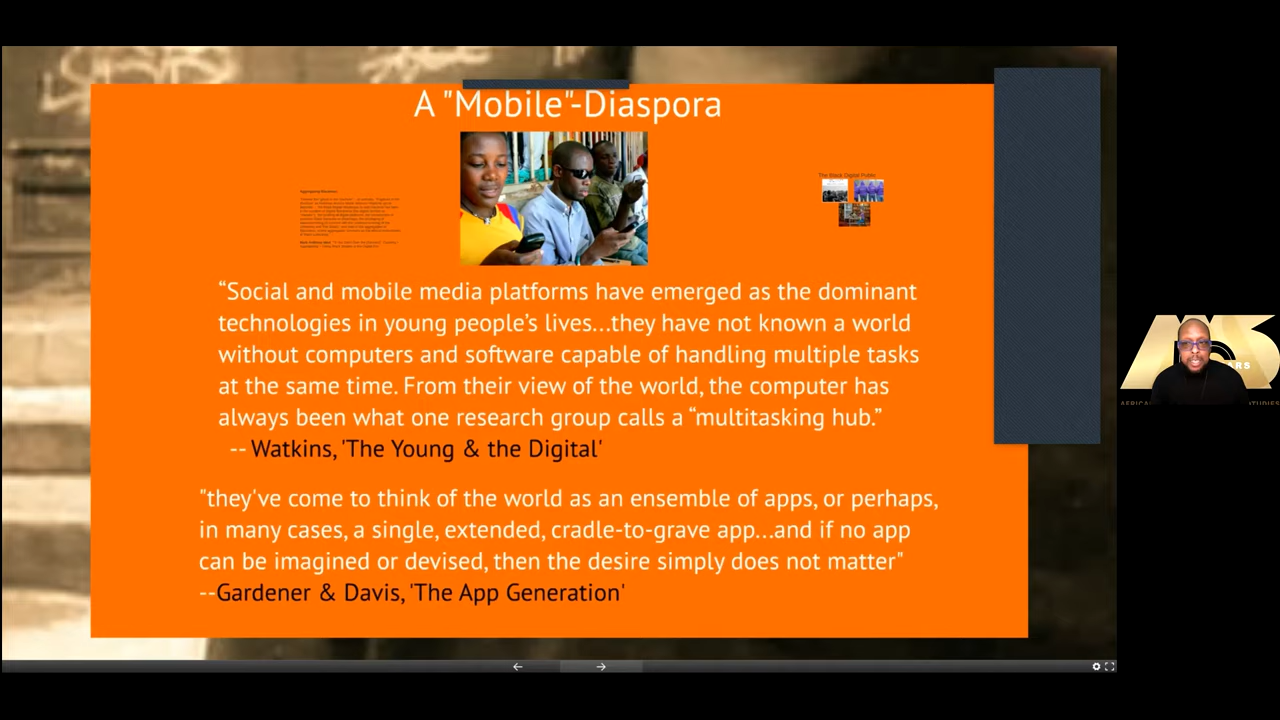 A "Mobile"-Diaspora
The Black Digital Public
“Social and mobile media platforms have emerged as the dominant
technologies in young people’s lives...they have not known a world
without computers and software capable of handling multiple tasks
at the same time. From their view of the world, the computer has
always been what one research group calls a “multitasking hub.”
-- Watkins, 'The Young & the Digital'
"they've come to think of the world as an ensemble of apps, or perhaps,
in many cases, a single, extended, cradle-to-grave app...and if no app
can be imagined or devised, then the desire simply does not matter"
--Gardener & Davis, 'The App Generation'